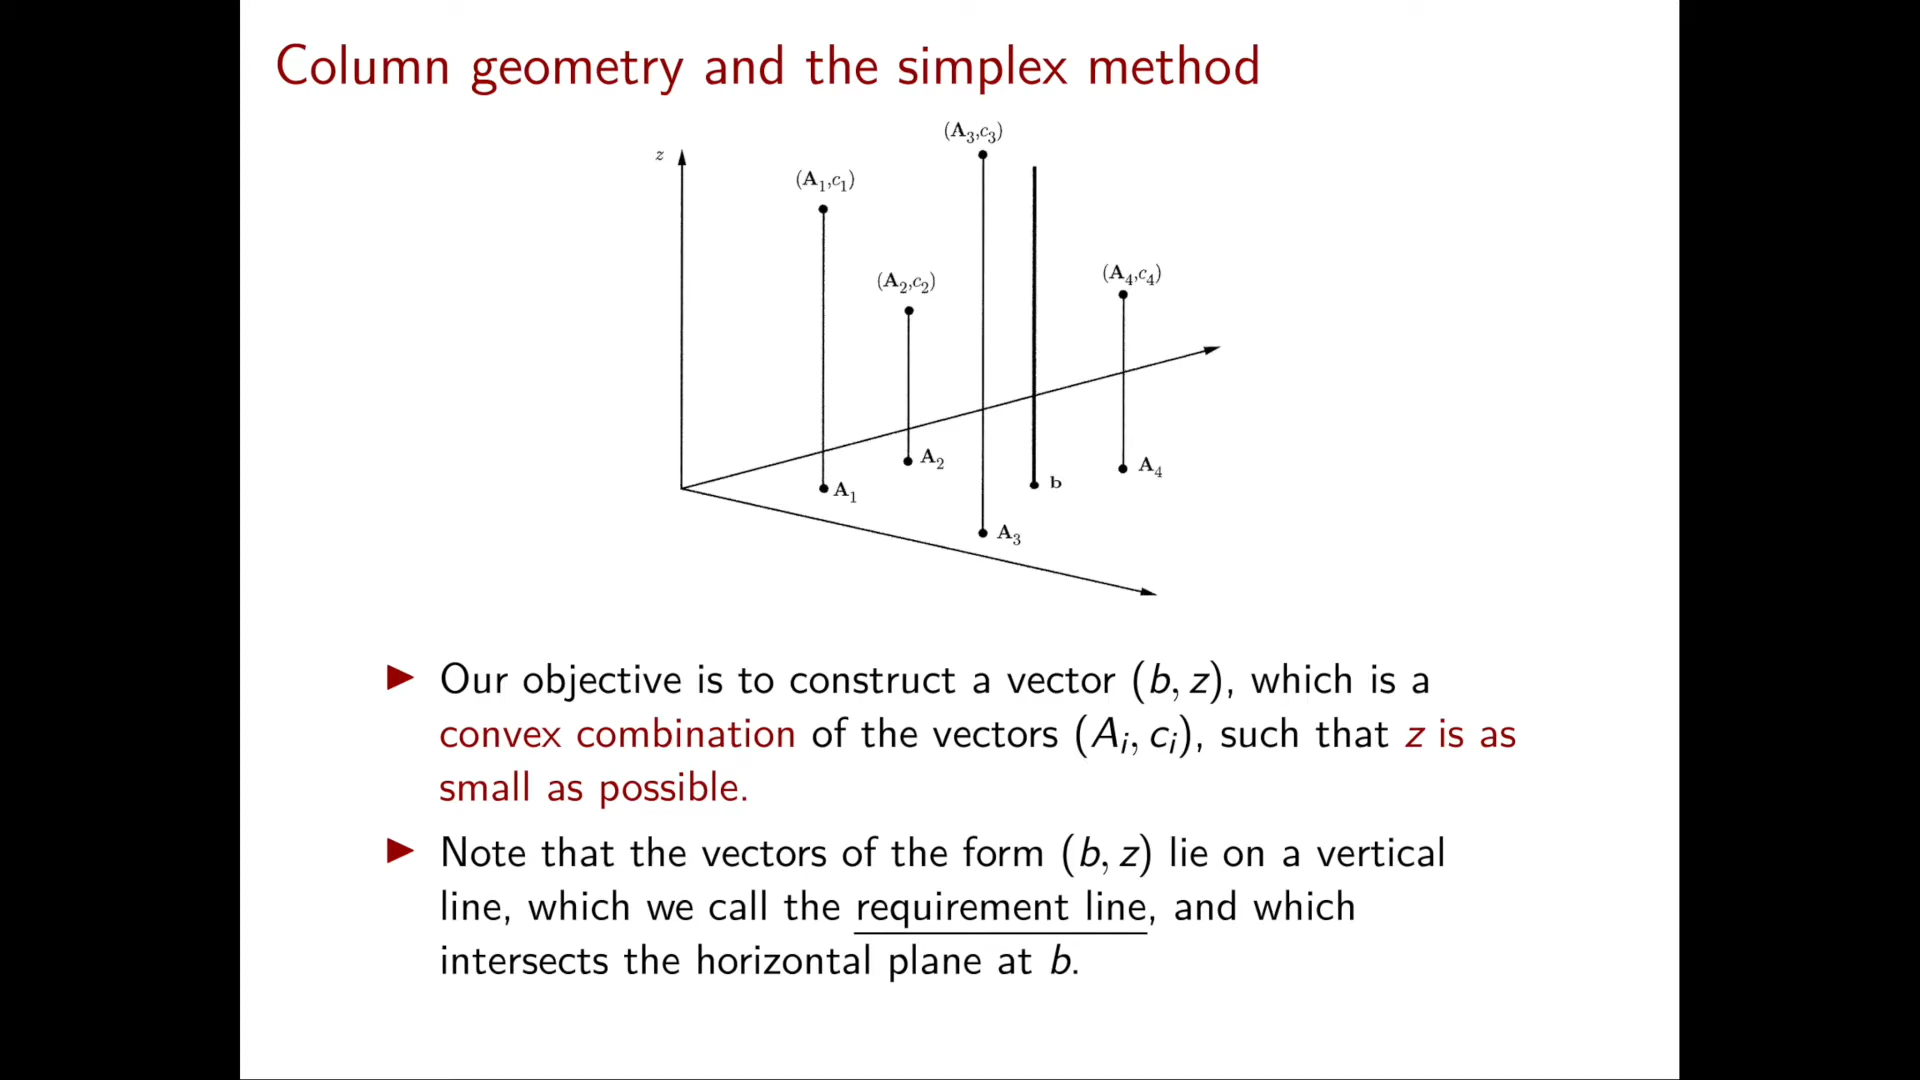 Column geometry and the simplex method
(A₃,c₃)
z
(A₁,c₁)
(A₂,c₂)
(A₄,c₄)
A₂
A₄
b
A₁
A₃
▶ Our objective is to construct a vector (b, z), which is a
convex combination of the vectors (Aᵢ, cᵢ), such that z is as
small as possible.
▶ Note that the vectors of the form (b, z) lie on a vertical
line, which we call the requirement line, and which
intersects the horizontal plane at b.